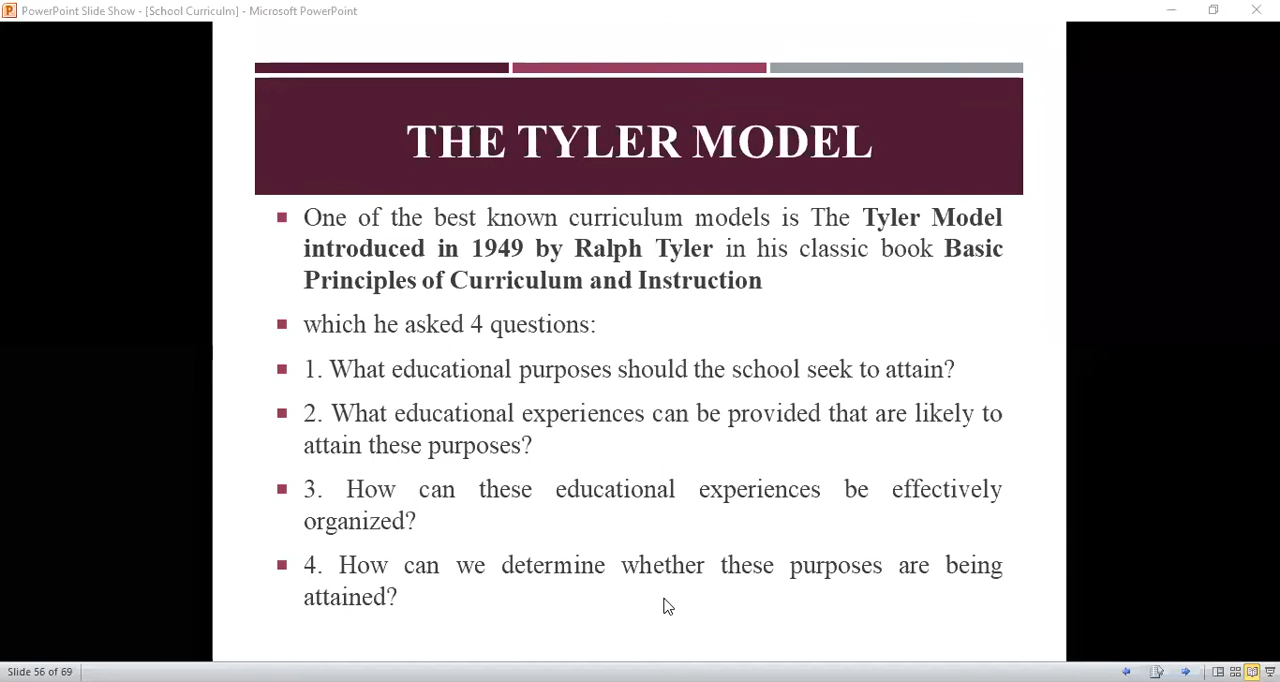 PowerPoint Slide Show - [School Curriculm] - Microsoft PowerPoint
THE TYLER MODEL
One of the best known curriculum models is The Tyler Model
introduced in 1949 by Ralph Tyler in his classic book Basic
Principles of Curriculum and Instruction
which he asked 4 questions:
1. What educational purposes should the school seek to attain?
2. What educational experiences can be provided that are likely to
attain these purposes?
3. How can these educational experiences be effectively
organized?
4. How can we determine whether these purposes are being
attained?
Slide 56 of 69